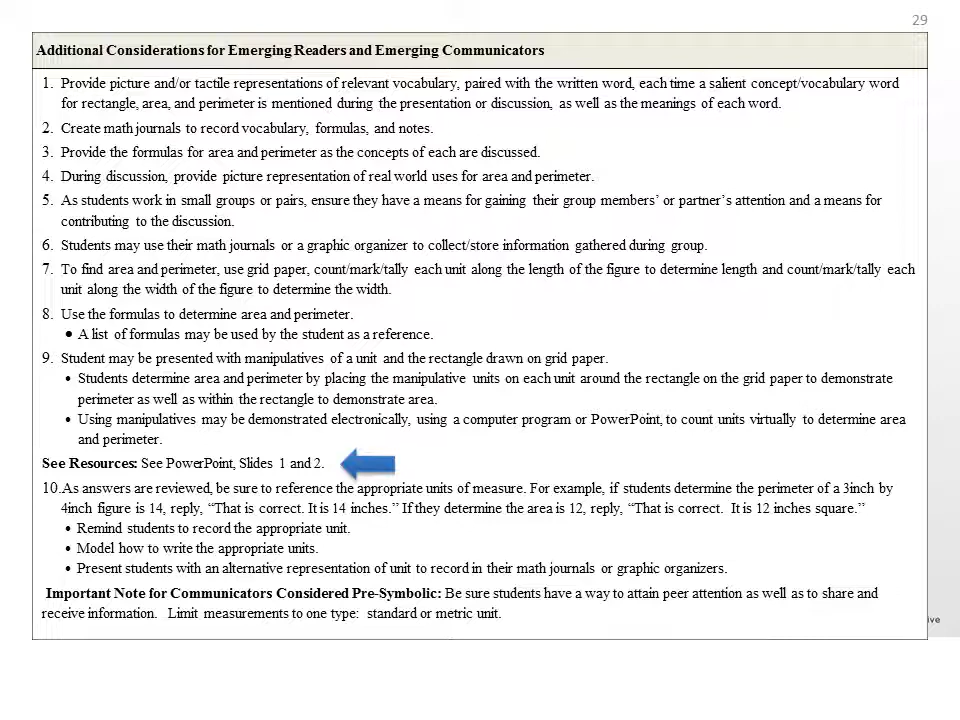 29
Additional Considerations for Emerging Readers and Emerging Communicators
1. Provide picture and/or tactile representations of relevant vocabulary, paired with the written word, each time a salient concept/vocabulary word
for rectangle, area, and perimeter is mentioned during the presentation or discussion, as well as the meanings of each word.
2. Create math journals to record vocabulary, formulas, and notes.
3. Provide the formulas for area and perimeter as the concepts of each are discussed.
4. During discussion, provide picture representation of real world uses for area and perimeter.
5. As students work in small groups or pairs, ensure they have a means for gaining their group members’ or partner’s attention and a means for
contributing to the discussion.
6. Students may use their math journals or a graphic organizer to collect/store information gathered during group.
7. To find area and perimeter, use grid paper, count/mark/tally each unit along the length of the figure to determine length and count/mark/tally each
unit along the width of the figure to determine the width.
8. Use the formulas to determine area and perimeter.
• A list of formulas may be used by the student as a reference.
9. Student may be presented with manipulatives of a unit and the rectangle drawn on grid paper.
• Students determine area and perimeter by placing the manipulative units on each unit around the rectangle on the grid paper to demonstrate
perimeter as well as within the rectangle to demonstrate area.
• Using manipulatives may be demonstrated electronically, using a computer program or PowerPoint, to count units virtually to determine area
and perimeter.
See Resources: See PowerPoint, Slides 1 and 2.
10. As answers are reviewed, be sure to reference the appropriate units of measure. For example, if students determine the perimeter of a 3inch by
4inch figure is 14, reply, “That is correct. It is 14 inches.” If they determine the area is 12, reply, “That is correct. It is 12 inches square.”
• Remind students to record the appropriate unit.
• Model how to write the appropriate units.
• Present students with an alternative representation of unit to record in their math journals or graphic organizers.
Important Note for Communicators Considered Pre-Symbolic: Be sure students have a way to attain peer attention as well as to share and
receive information. Limit measurements to one type: standard or metric unit.
ive